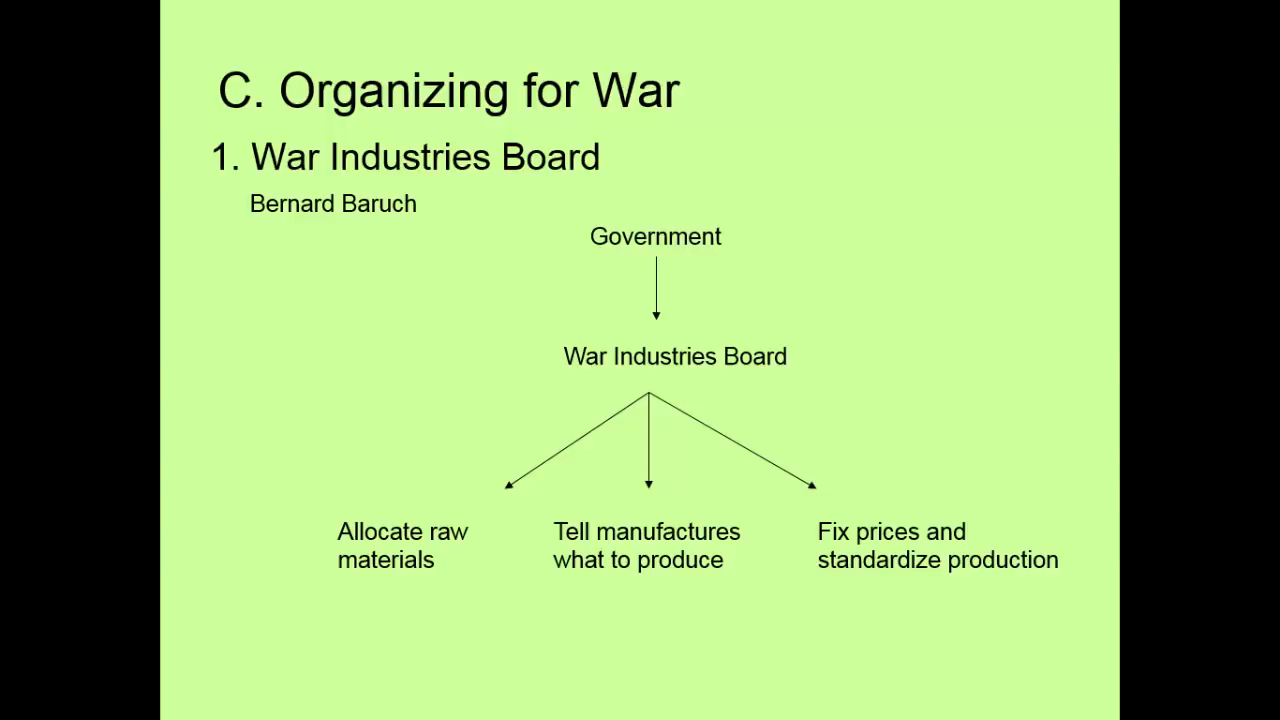 C. Organizing for War
1. War Industries Board
Bernard Baruch
Government
War Industries Board
Allocate raw
materials
Tell manufactures
what to produce
Fix prices and
standardize production